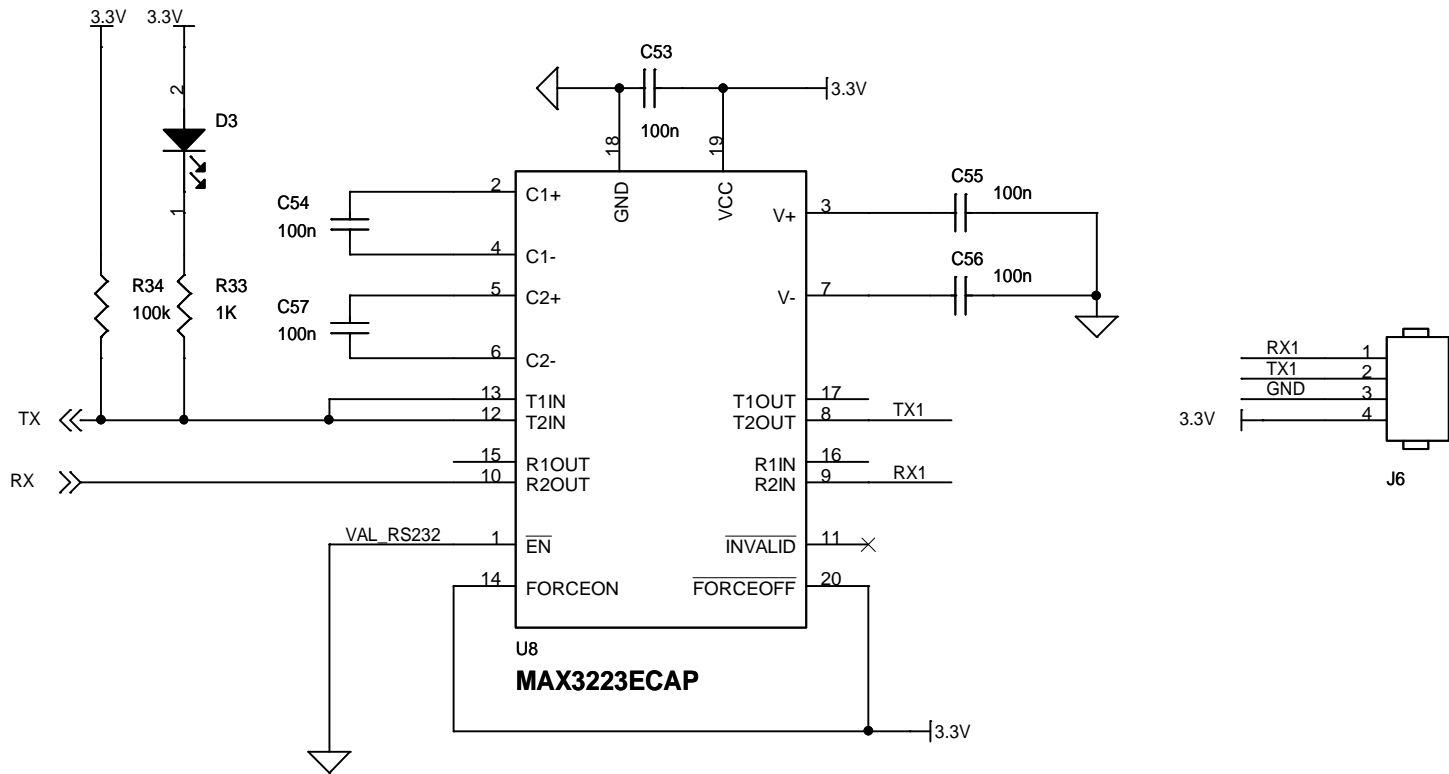 3.3V 3.3V
C53
100n
3.3V
2
D3
1
18
19
GND
VCC
C54
100n
2
C1+
4
C1-
V+
3
C55
100n
R34
100k
R33
1K
C57
100n
5
C2+
6
C2-
V-
7
C56
100n
TX
13
T1IN
12
T2IN
T1OUT
17
T2OUT
8
TX1
RX
15
R1OUT
10
R2OUT
R1IN
16
R2IN
9
RX1
VAL_RS232
1
EN
INVALID
11
14
FORCEON
FORCEOFF
20
U8
MAX3223ECAP
3.3V
RX1 1
TX1 2
GND 3
3.3V 4
J6